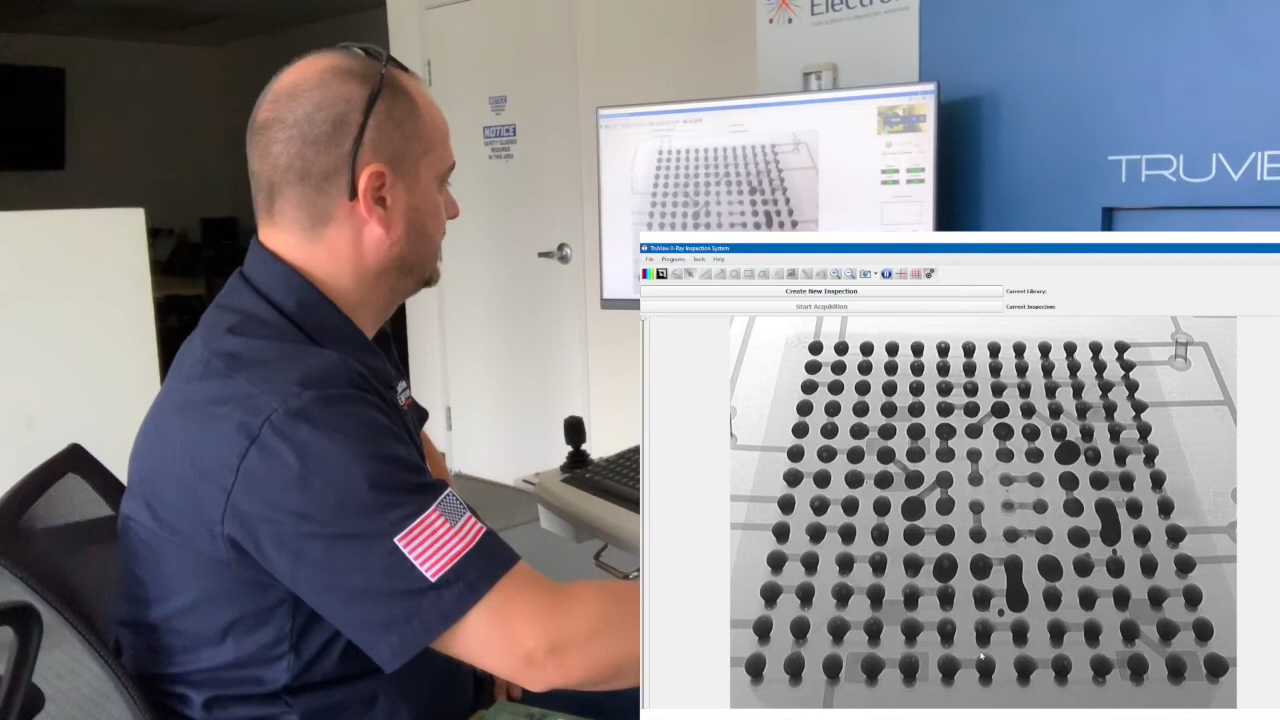 Electro
NOTICE
SAFETY GLASSES
REQUIRED
IN THIS AREA
TRUVIE
TruView X-Ray Inspection System
File Programs Tools Help
Create New Inspection
Current Library:
Start Acquisition
Current Inspection: